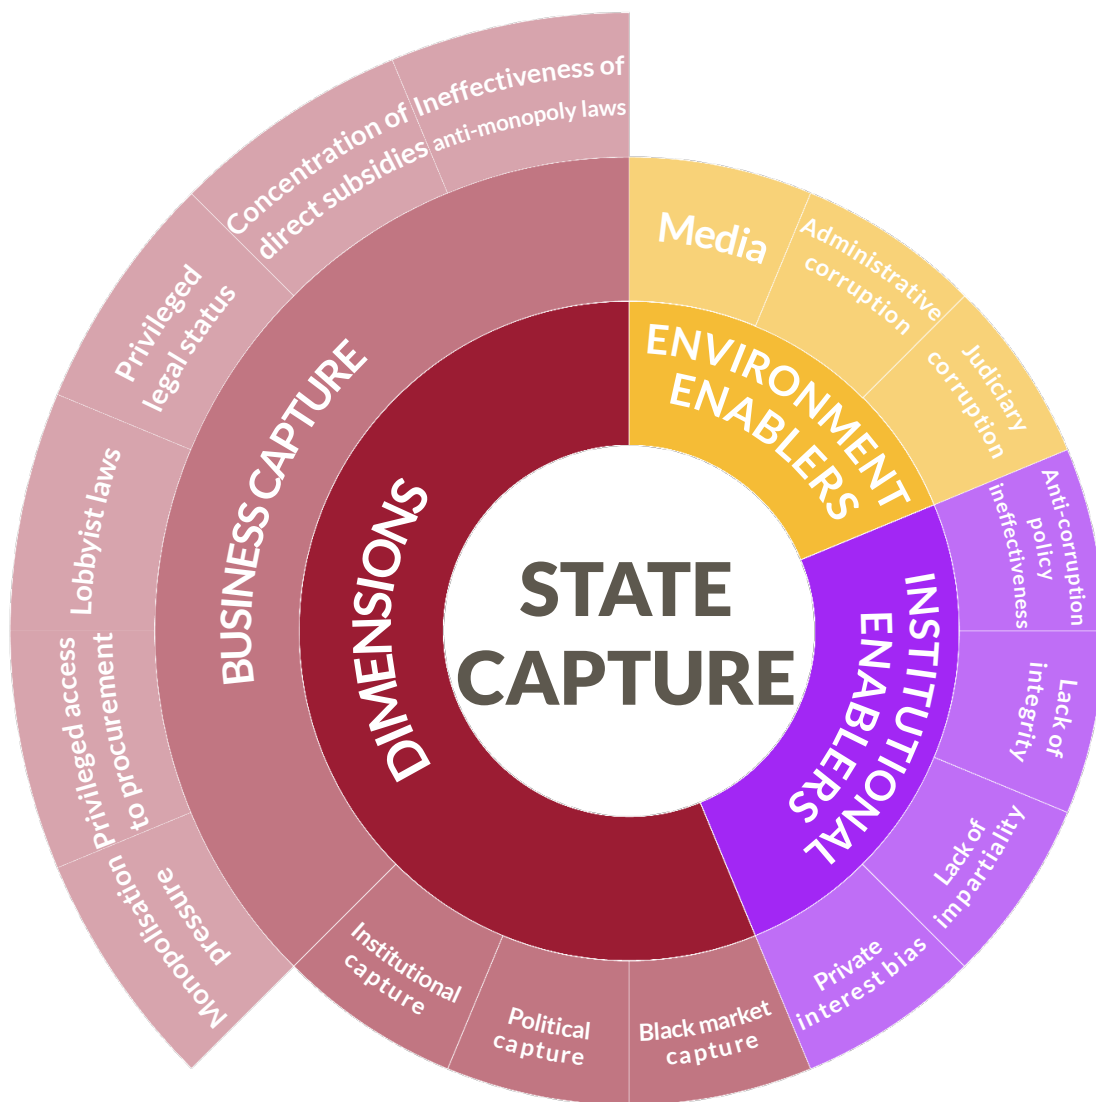 STATE
CAPTURE
ENVIRONMENT
ENABLERS
Media
Administrative
corruption
Judiciary
corruption
INSTITUTIONAL
ENABLERS
Anti-corruption
policy
ineffectiveness
Lack of
integrity
Lack of
impartiality
Private
interest bias
DIMENSIONS
Black market
capture
Political
capture
Institutional
capture
BUSINESS CAPTURE
Monopolisation
pressure
Privileged access
to procurement
Lobbyist laws
Privileged
legal status
Concentration of
direct subsidies
Ineffectiveness of
anti-monopoly laws